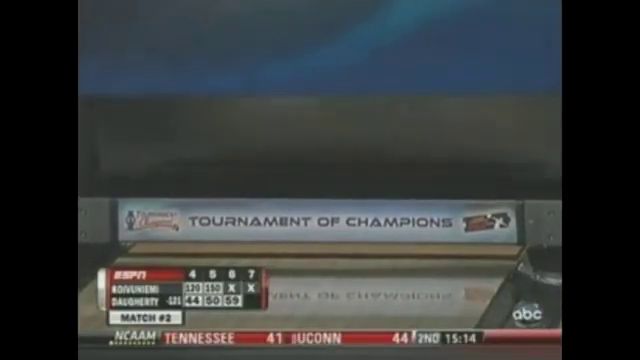 TOURNAMENT OF CHAMPIONS
ESPN 4 5 6 7
KOIVUNIEMI 120 150 X X
DAUGHERTY -121 44 50 59
MATCH #2
abc
NCAAM TENNESSEE 41 UCONN 44 2ND 15:14